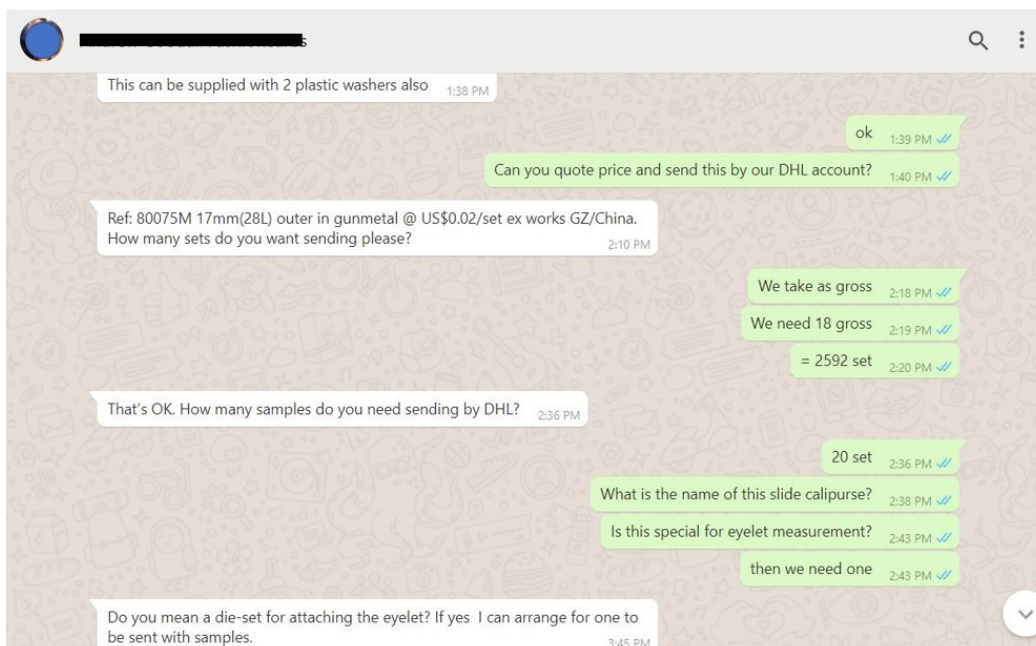 This can be supplied with 2 plastic washers also 1:38 PM
ok 1:39 PM
Can you quote price and send this by our DHL account? 1:40 PM
Ref: 80075M 17mm(28L) outer in gunmetal @ US$0.02/set ex works GZ/China.
How many sets do you want sending please? 2:10 PM
We take as gross 2:18 PM
We need 18 gross 2:19 PM
= 2592 set 2:20 PM
That's OK. How many samples do you need sending by DHL? 2:36 PM
20 set 2:36 PM
What is the name of this slide calipurse? 2:38 PM
Is this special for eyelet measurement? 2:43 PM
then we need one 2:43 PM
Do you mean a die-set for attaching the eyelet? If yes I can arrange for one to
be sent with samples. 3:45 PM